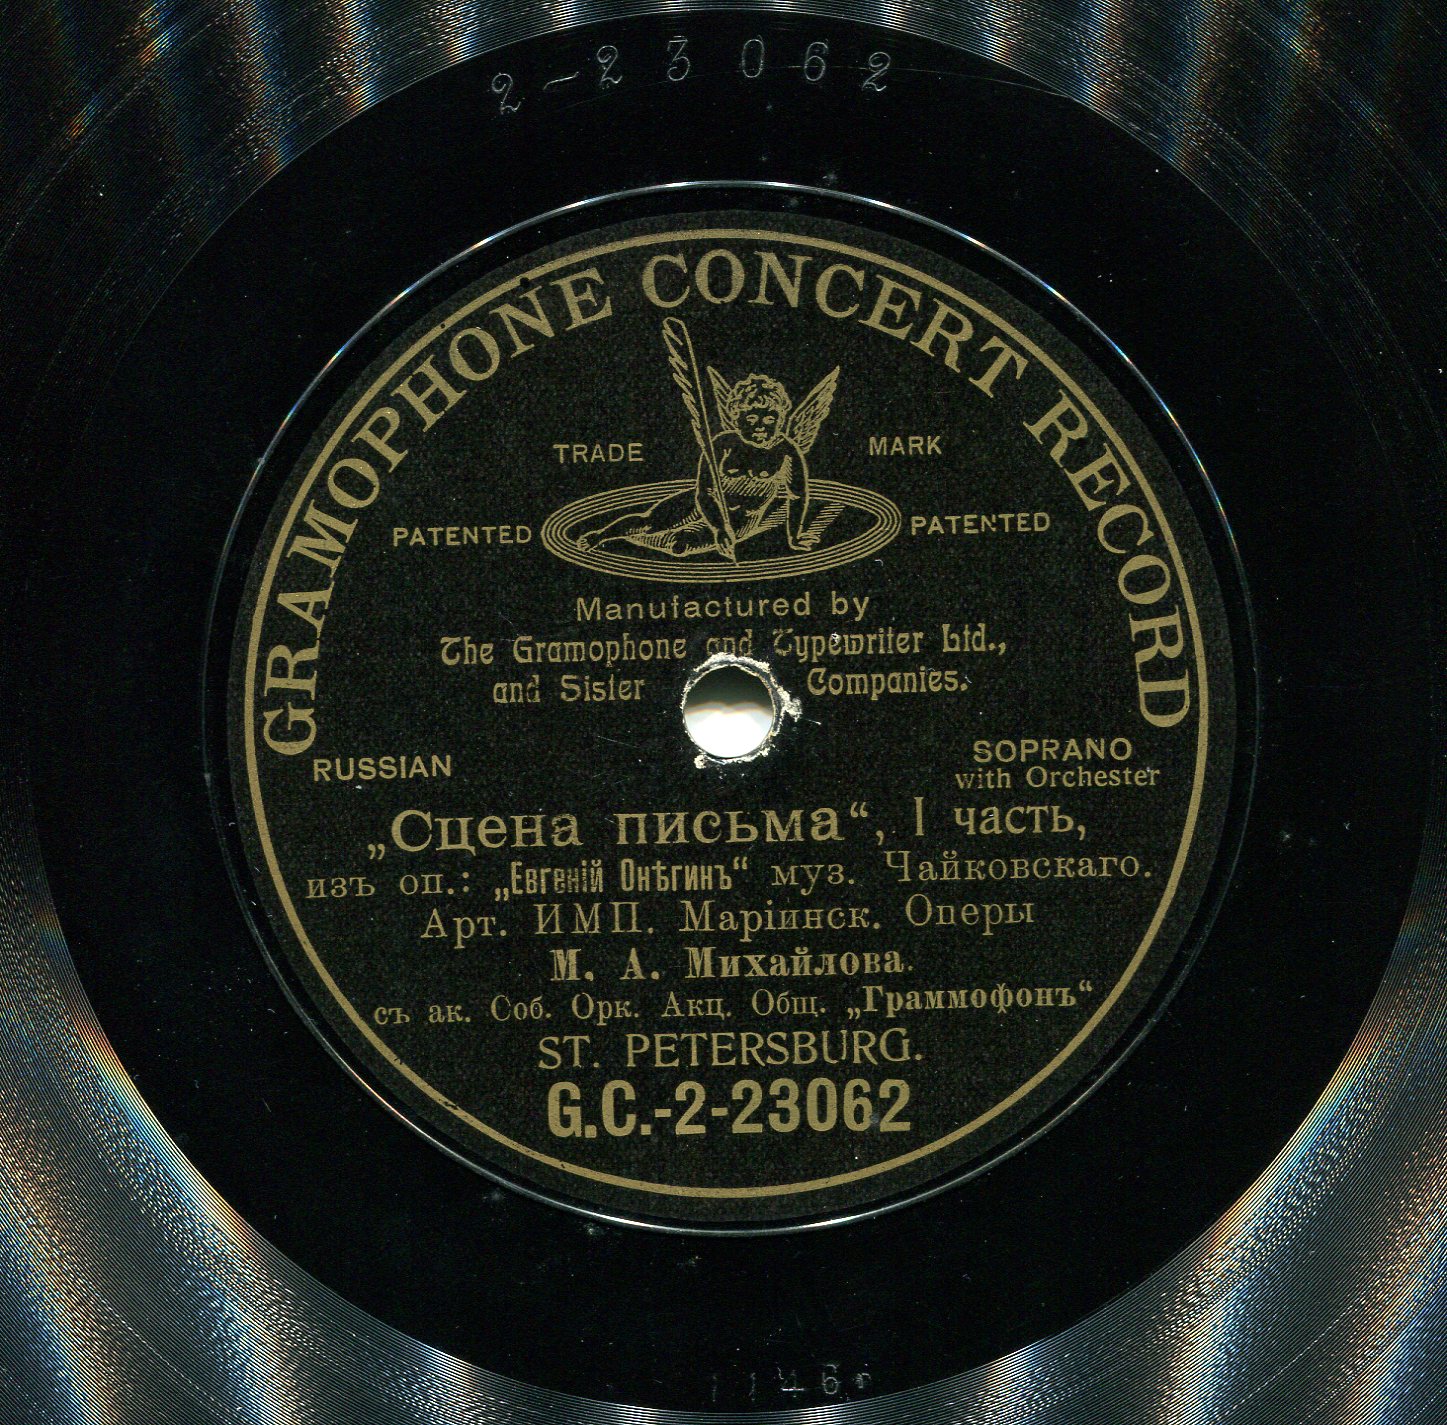 2-23062
GRAMOPHONE CONCERT RECORD
TRADE MARK
PATENTED PATENTED
Manufactured by
The Gramophone and Typewriter Ltd.,
and Sister Companies.
RUSSIAN
SOPRANO
with Orchester
„Сцена письма“, I часть,
изъ оп.: „Евгеній Онѣгинъ“ муз. Чайковскаго.
Арт. ИМП. Маріинск. Оперы
М. А. Михайлова.
съ ак. Соб. Орк. Акц. Общ. „Граммофонъ“
ST. PETERSBURG.
G.C.-2-23062